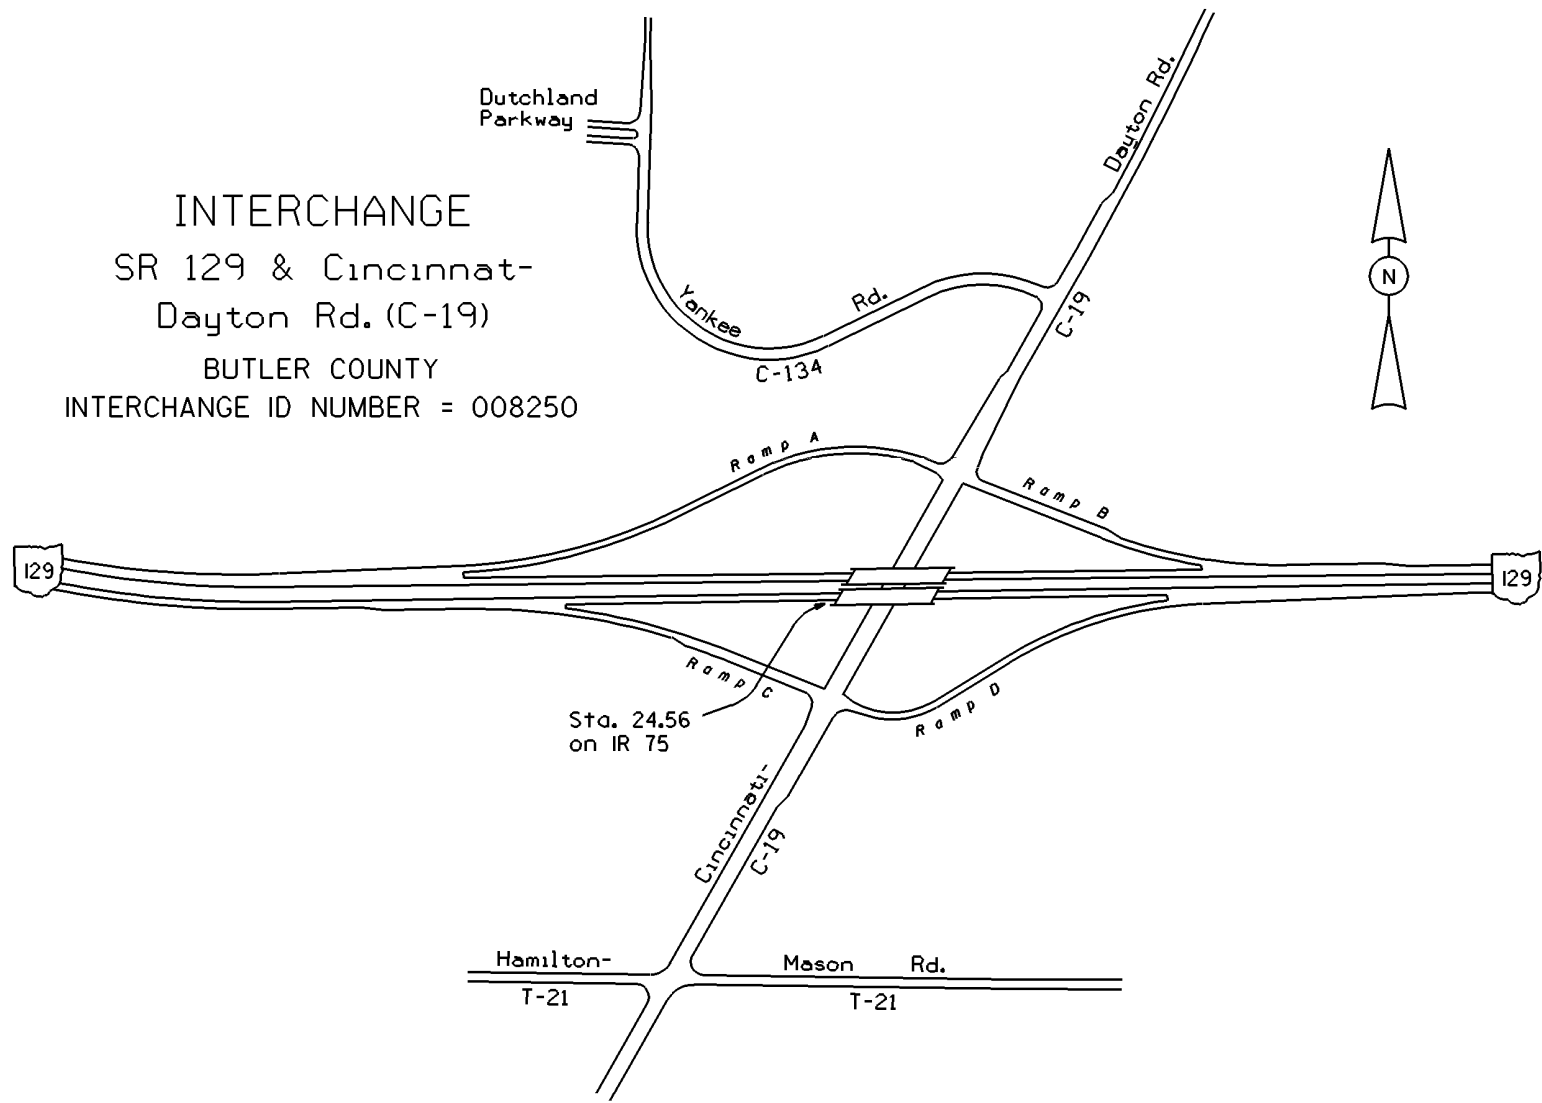 Dutchland
Parkway
Dayton Rd.
INTERCHANGE
SR 129 & Cincinnat-
Dayton Rd. (C-19)
BUTLER COUNTY
INTERCHANGE ID NUMBER = 008250
N
Yankee Rd.
C-134
C-19
Ramp A
Ramp B
129
129
Ramp C
Ramp D
Sta. 24.56
on IR 75
Cincinnati-
C-19
Hamilton- Mason Rd.
T-21 T-21